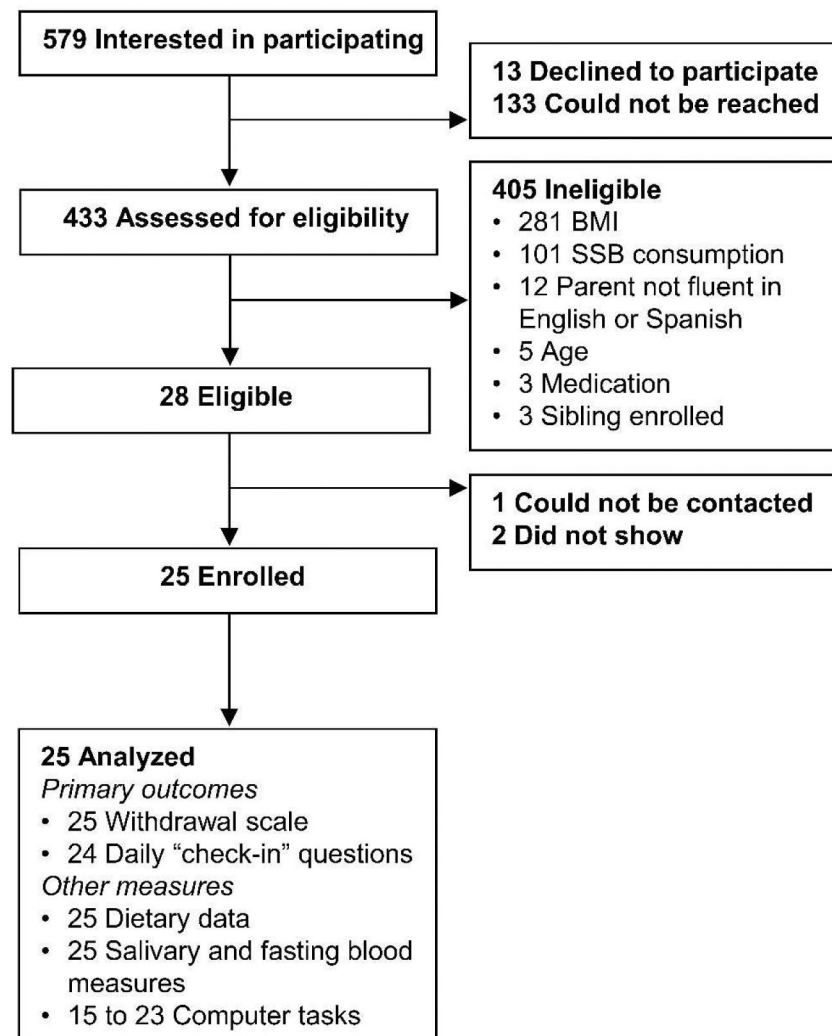 579 Interested in participating
13 Declined to participate
133 Could not be reached
433 Assessed for eligibility
405 Ineligible
• 281 BMI
• 101 SSB consumption
• 12 Parent not fluent in
English or Spanish
• 5 Age
• 3 Medication
• 3 Sibling enrolled
28 Eligible
1 Could not be contacted
2 Did not show
25 Enrolled
25 Analyzed
Primary outcomes
• 25 Withdrawal scale
• 24 Daily “check-in” questions
Other measures
• 25 Dietary data
• 25 Salivary and fasting blood
measures
• 15 to 23 Computer tasks